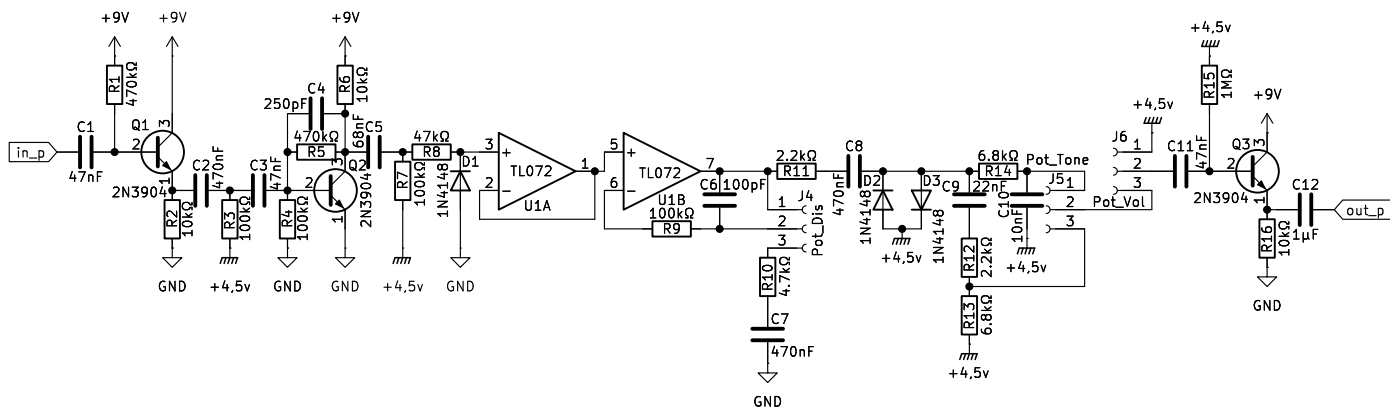 +9V
+9V
R1
470kΩ
in_p
C1
47nF
Q1
2
3
1
2N3904
R2
10kΩ
GND
C2
470nF
R3
100kΩ
+4,5v
C3
47nF
R4
100kΩ
GND
C4
250pF
470kΩ
R5
+9V
R6
10kΩ
2
3
1
Q2
2N3904
GND
68nF
C5
R7
100kΩ
+4,5v
47kΩ
R8
D1
1N4148
GND
3
2
+
−
1
TL072
U1A
5
6
+
−
7
TL072
U1B
100kΩ
R9
C6
100pF
J4
1
2
3
Pot_Dis
R10
4.7kΩ
C7
470nF
GND
2.2kΩ
R11
C8
470nF
D2
1N4148
+4,5v
D3
1N4148
C9
22nF
R12
2.2kΩ
R13
6.8kΩ
+4,5v
6.8kΩ
R14
C10
10nF
+4,5v
Pot_Tone
J5
1
2
3
+4,5v
J6
1
2
3
Pot_Vol
C11
47nF
+4,5v
R15
1MΩ
+9V
Q3
2
3
1
2N3904
R16
10kΩ
GND
C12
1µF
out_p